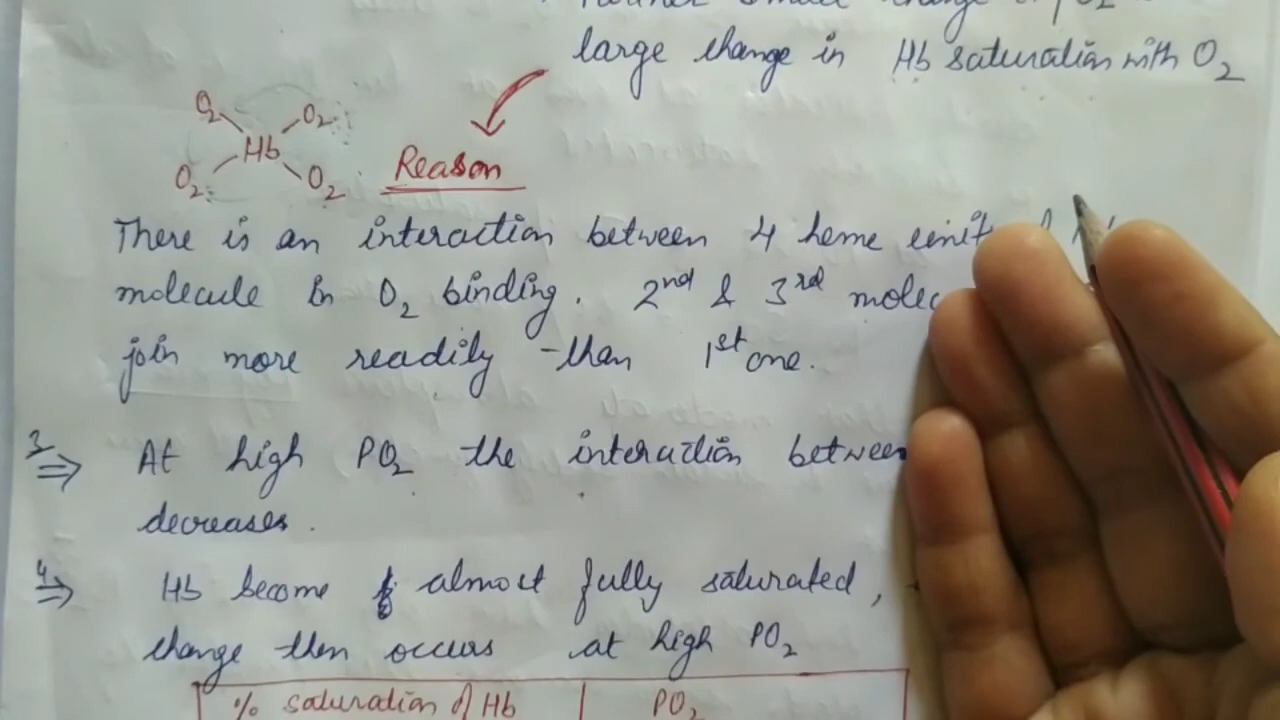 large change in Hb saturation with O2
O2 O2
Hb
O2 O2
Reason
There is an interaction between 4 heme
molecule in O2 binding. 2nd & 3rd
join more readily than 1st one.
3 ⇒ At high PO2 the interaction between
decreases.
4 ⇒ Hb become almost fully saturated,
change then occurs at high PO2
% saturation of Hb PO2